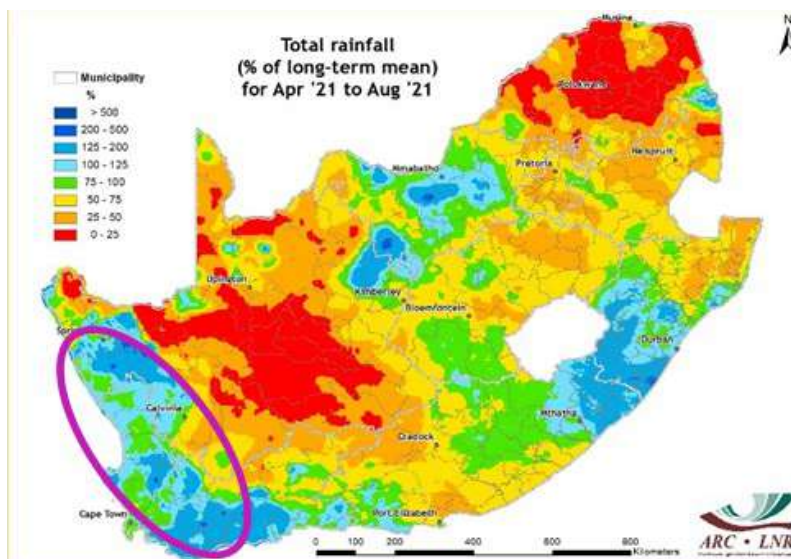 Total rainfall
(% of long-term mean)
for Apr '21 to Aug '21
N
Municipality
%
> 500
200 - 500
125 - 200
100 - 125
75 - 100
50 - 75
25 - 50
0 - 25
Musina
Polokwane
Nelspruit
Pretoria
Mmabatho
Upington
Kimberley
Bloemfontein
Durban
Calvinia
Mthatha
Cradock
Cape Town
Port Elizabeth
0 100 200 400 600 800
Kilometers
ARC • LNR